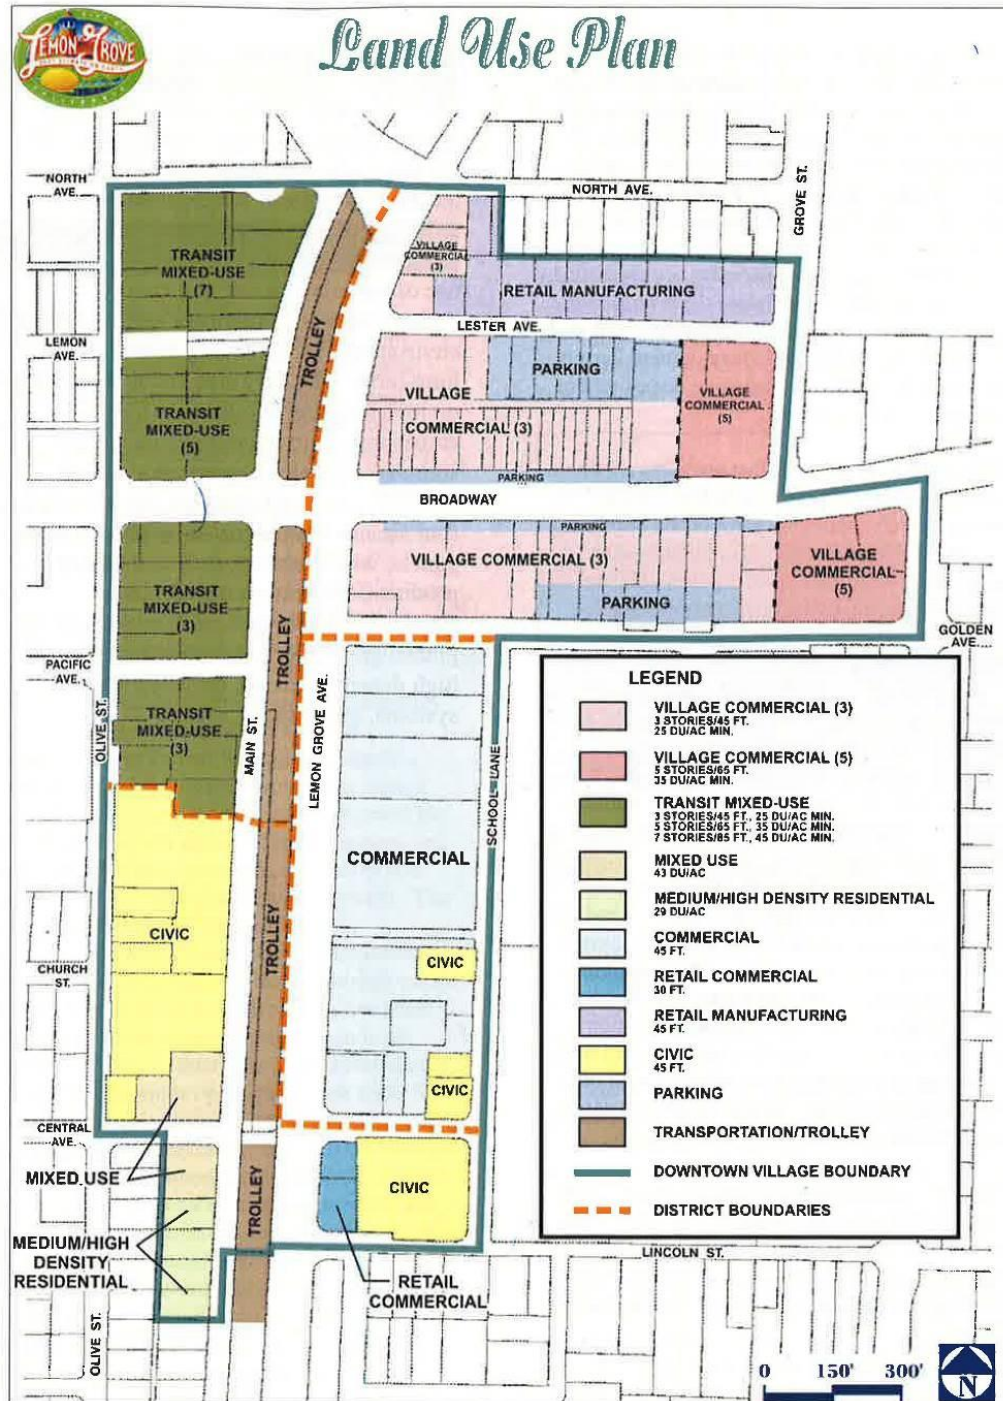 CITY OF
LEMON GROVE
BEST CLIMATE ON EARTH
CALIFORNIA
Land Use Plan
NORTH
AVE.
NORTH AVE.
GROVE ST.
TRANSIT
MIXED-USE
(7)
VILLAGE
COMMERCIAL
(3)
RETAIL MANUFACTURING
LESTER AVE.
LEMON
AVE.
TROLLEY
PARKING
VILLAGE
COMMERCIAL (3)
VILLAGE
COMMERCIAL
(5)
TRANSIT
MIXED-USE
(5)
PARKING
BROADWAY
PARKING
VILLAGE COMMERCIAL (3)
VILLAGE
COMMERCIAL
(5)
TRANSIT
MIXED-USE
(3)
PARKING
TROLLEY
GOLDEN
AVE.
PACIFIC
AVE.
OLIVE ST.
TRANSIT
MIXED-USE
(3)
MAIN ST.
LEMON GROVE AVE.
SCHOOL LANE
COMMERCIAL
CIVIC
TROLLEY
CIVIC
CHURCH
ST.
CIVIC
CENTRAL
AVE.
MIXED USE
TROLLEY
CIVIC
MEDIUM/HIGH
DENSITY
RESIDENTIAL
RETAIL
COMMERCIAL
LINCOLN ST.
OLIVE ST.
LEGEND
VILLAGE COMMERCIAL (3)
3 STORIES/45 FT.
25 DU/AC MIN.
VILLAGE COMMERCIAL (5)
5 STORIES/65 FT.
35 DU/AC MIN.
TRANSIT MIXED-USE
3 STORIES/45 FT., 25 DU/AC MIN.
5 STORIES/65 FT., 35 DU/AC MIN.
7 STORIES/85 FT., 45 DU/AC MIN.
MIXED USE
43 DU/AC
MEDIUM/HIGH DENSITY RESIDENTIAL
29 DU/AC
COMMERCIAL
45 FT.
RETAIL COMMERCIAL
30 FT.
RETAIL MANUFACTURING
45 FT.
CIVIC
45 FT.
PARKING
TRANSPORTATION/TROLLEY
DOWNTOWN VILLAGE BOUNDARY
DISTRICT BOUNDARIES
0 150' 300'
N